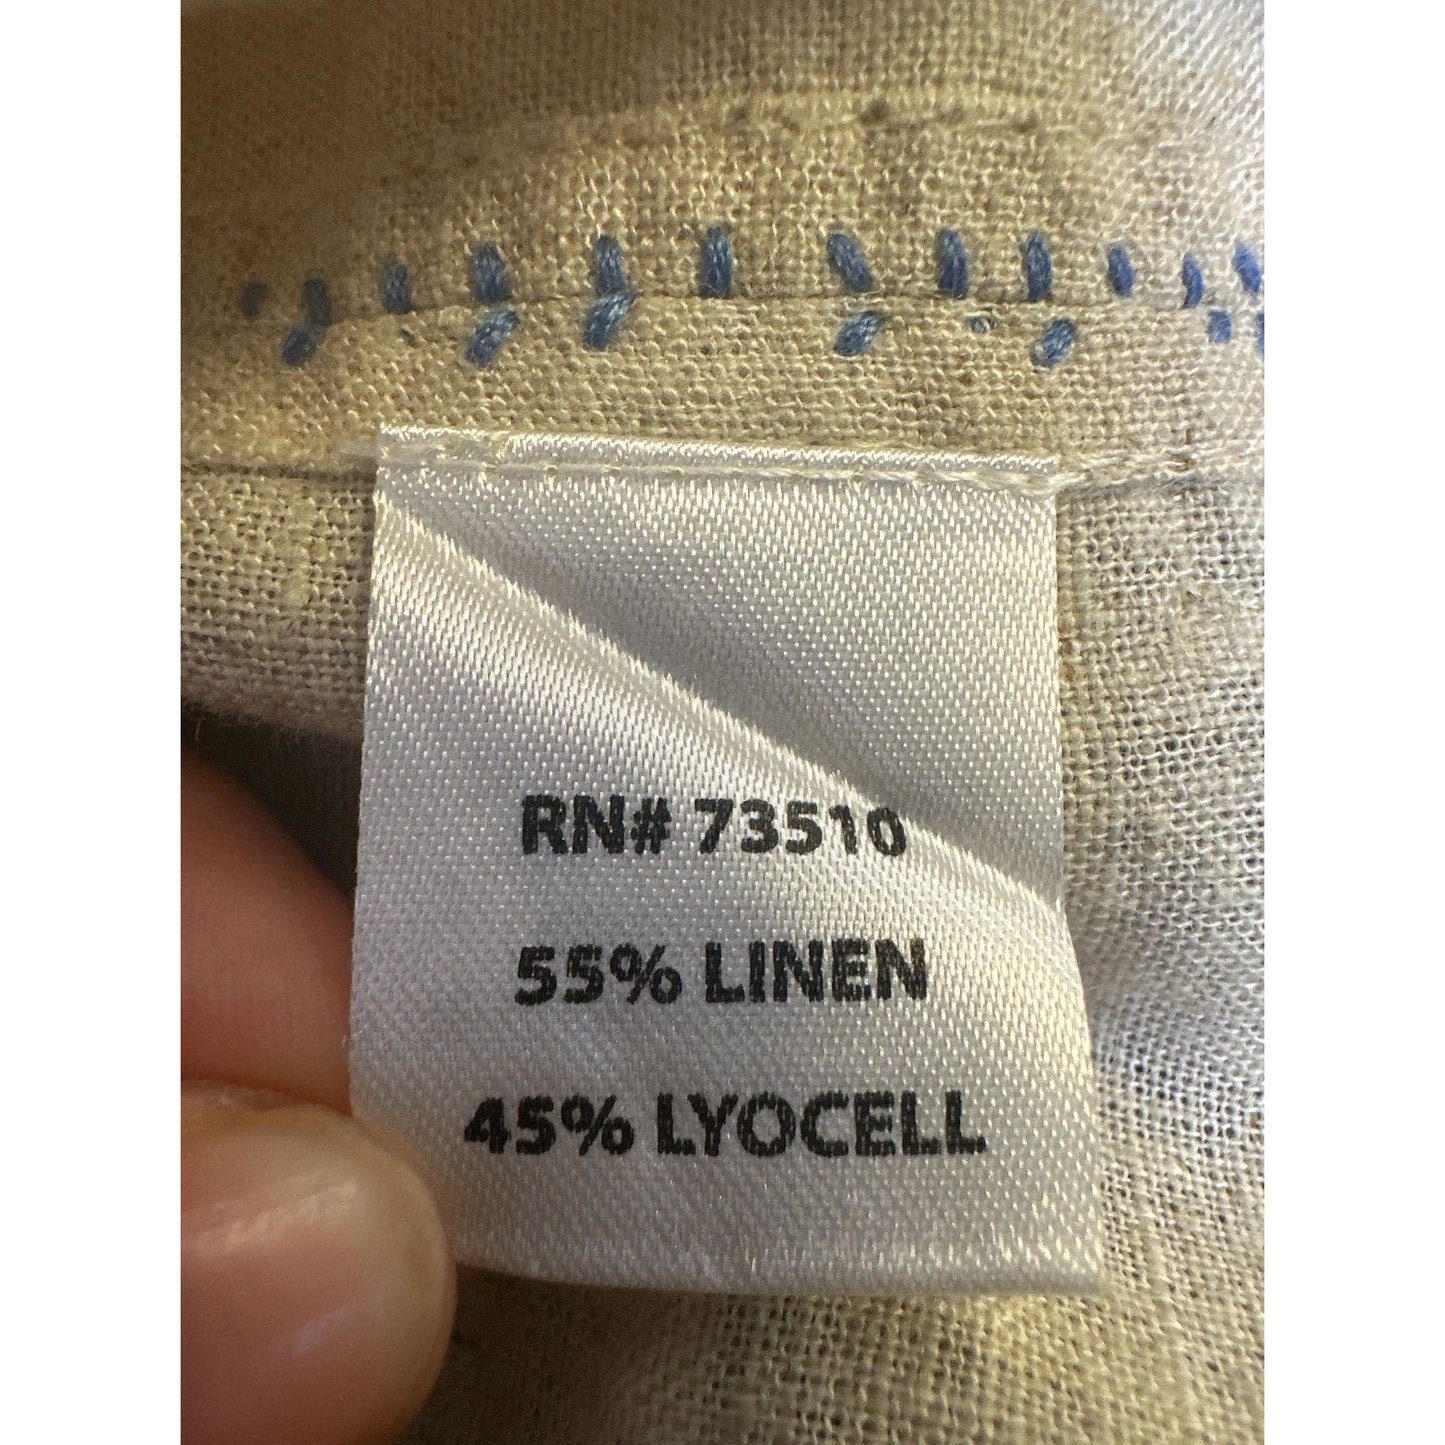 RN# 73510
55% LINEN
45% LYOCELL